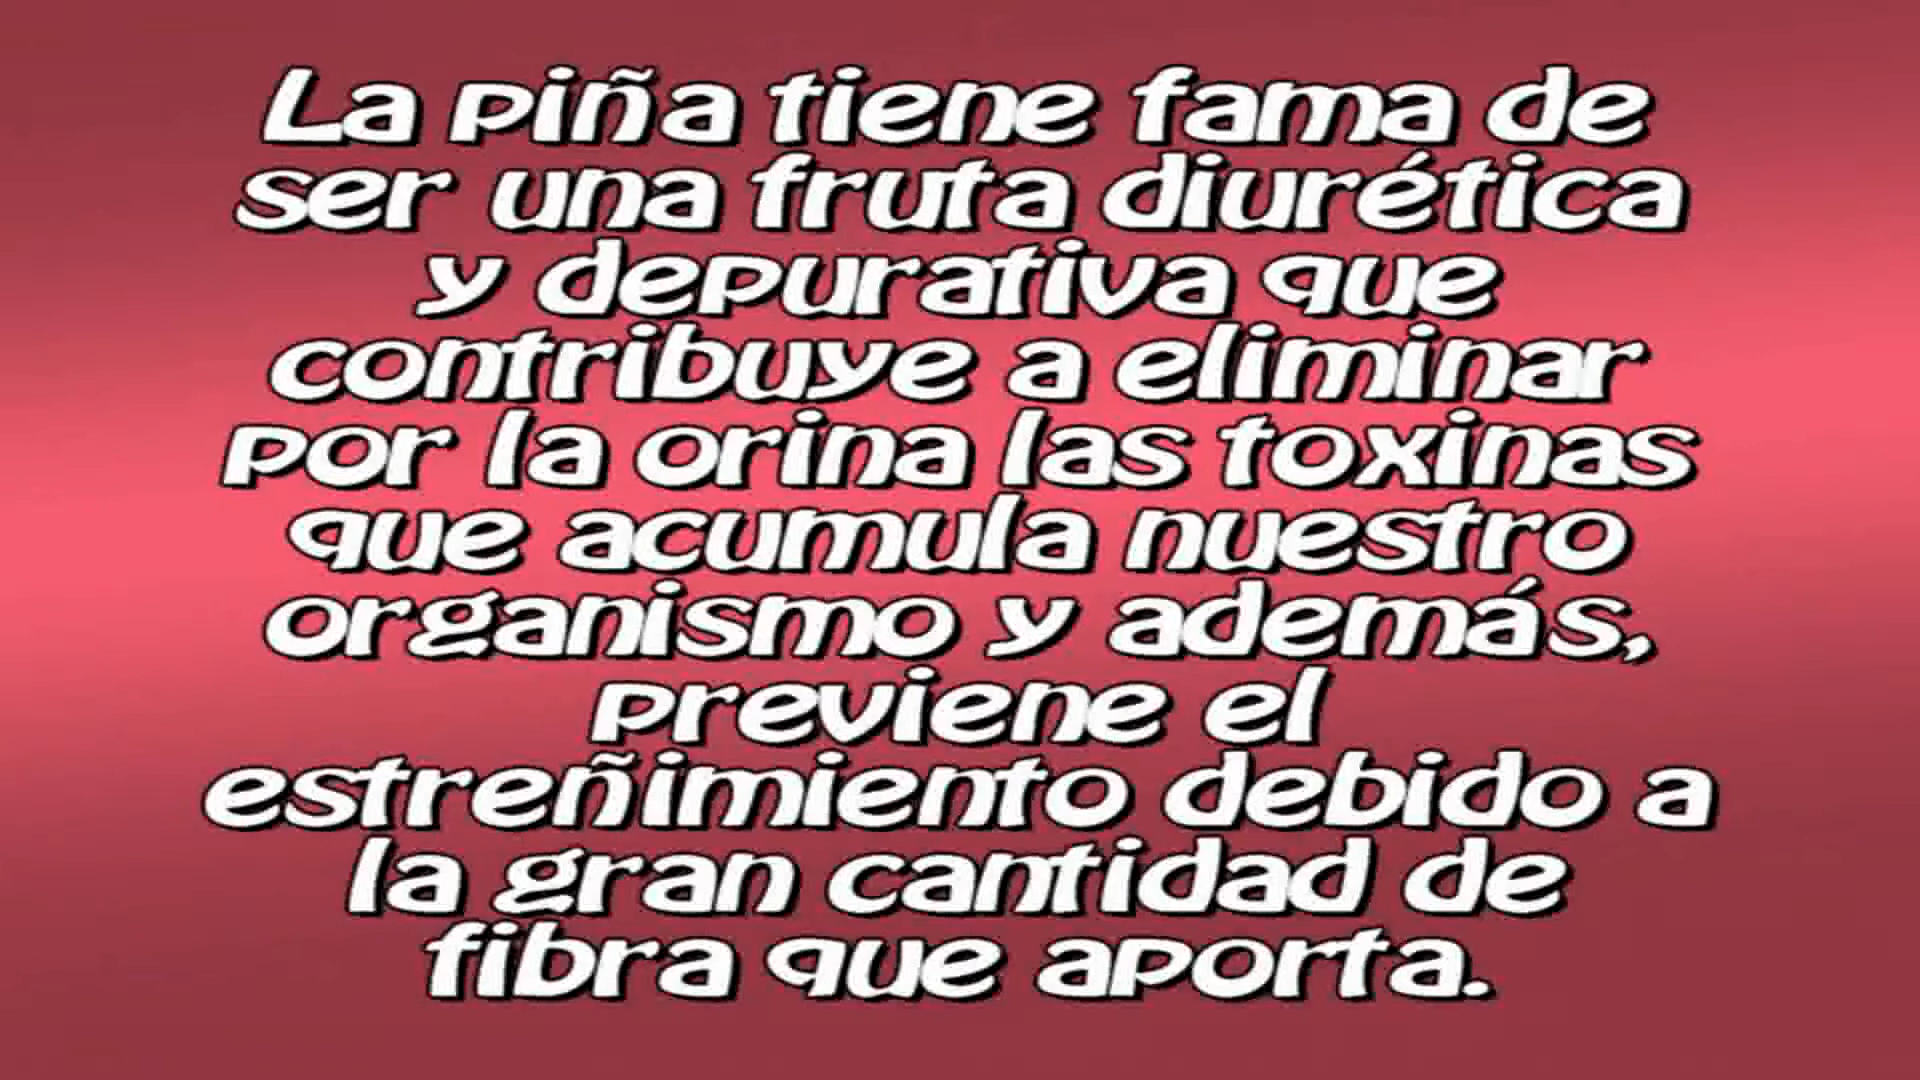 La piña tiene fama de
ser una fruta diurética
y depurativa que
contribuye a eliminar
por la orina las toxinas
que acumula nuestro
organismo y además,
previene el
estreñimiento debido a
la gran cantidad de
fibra que aporta.